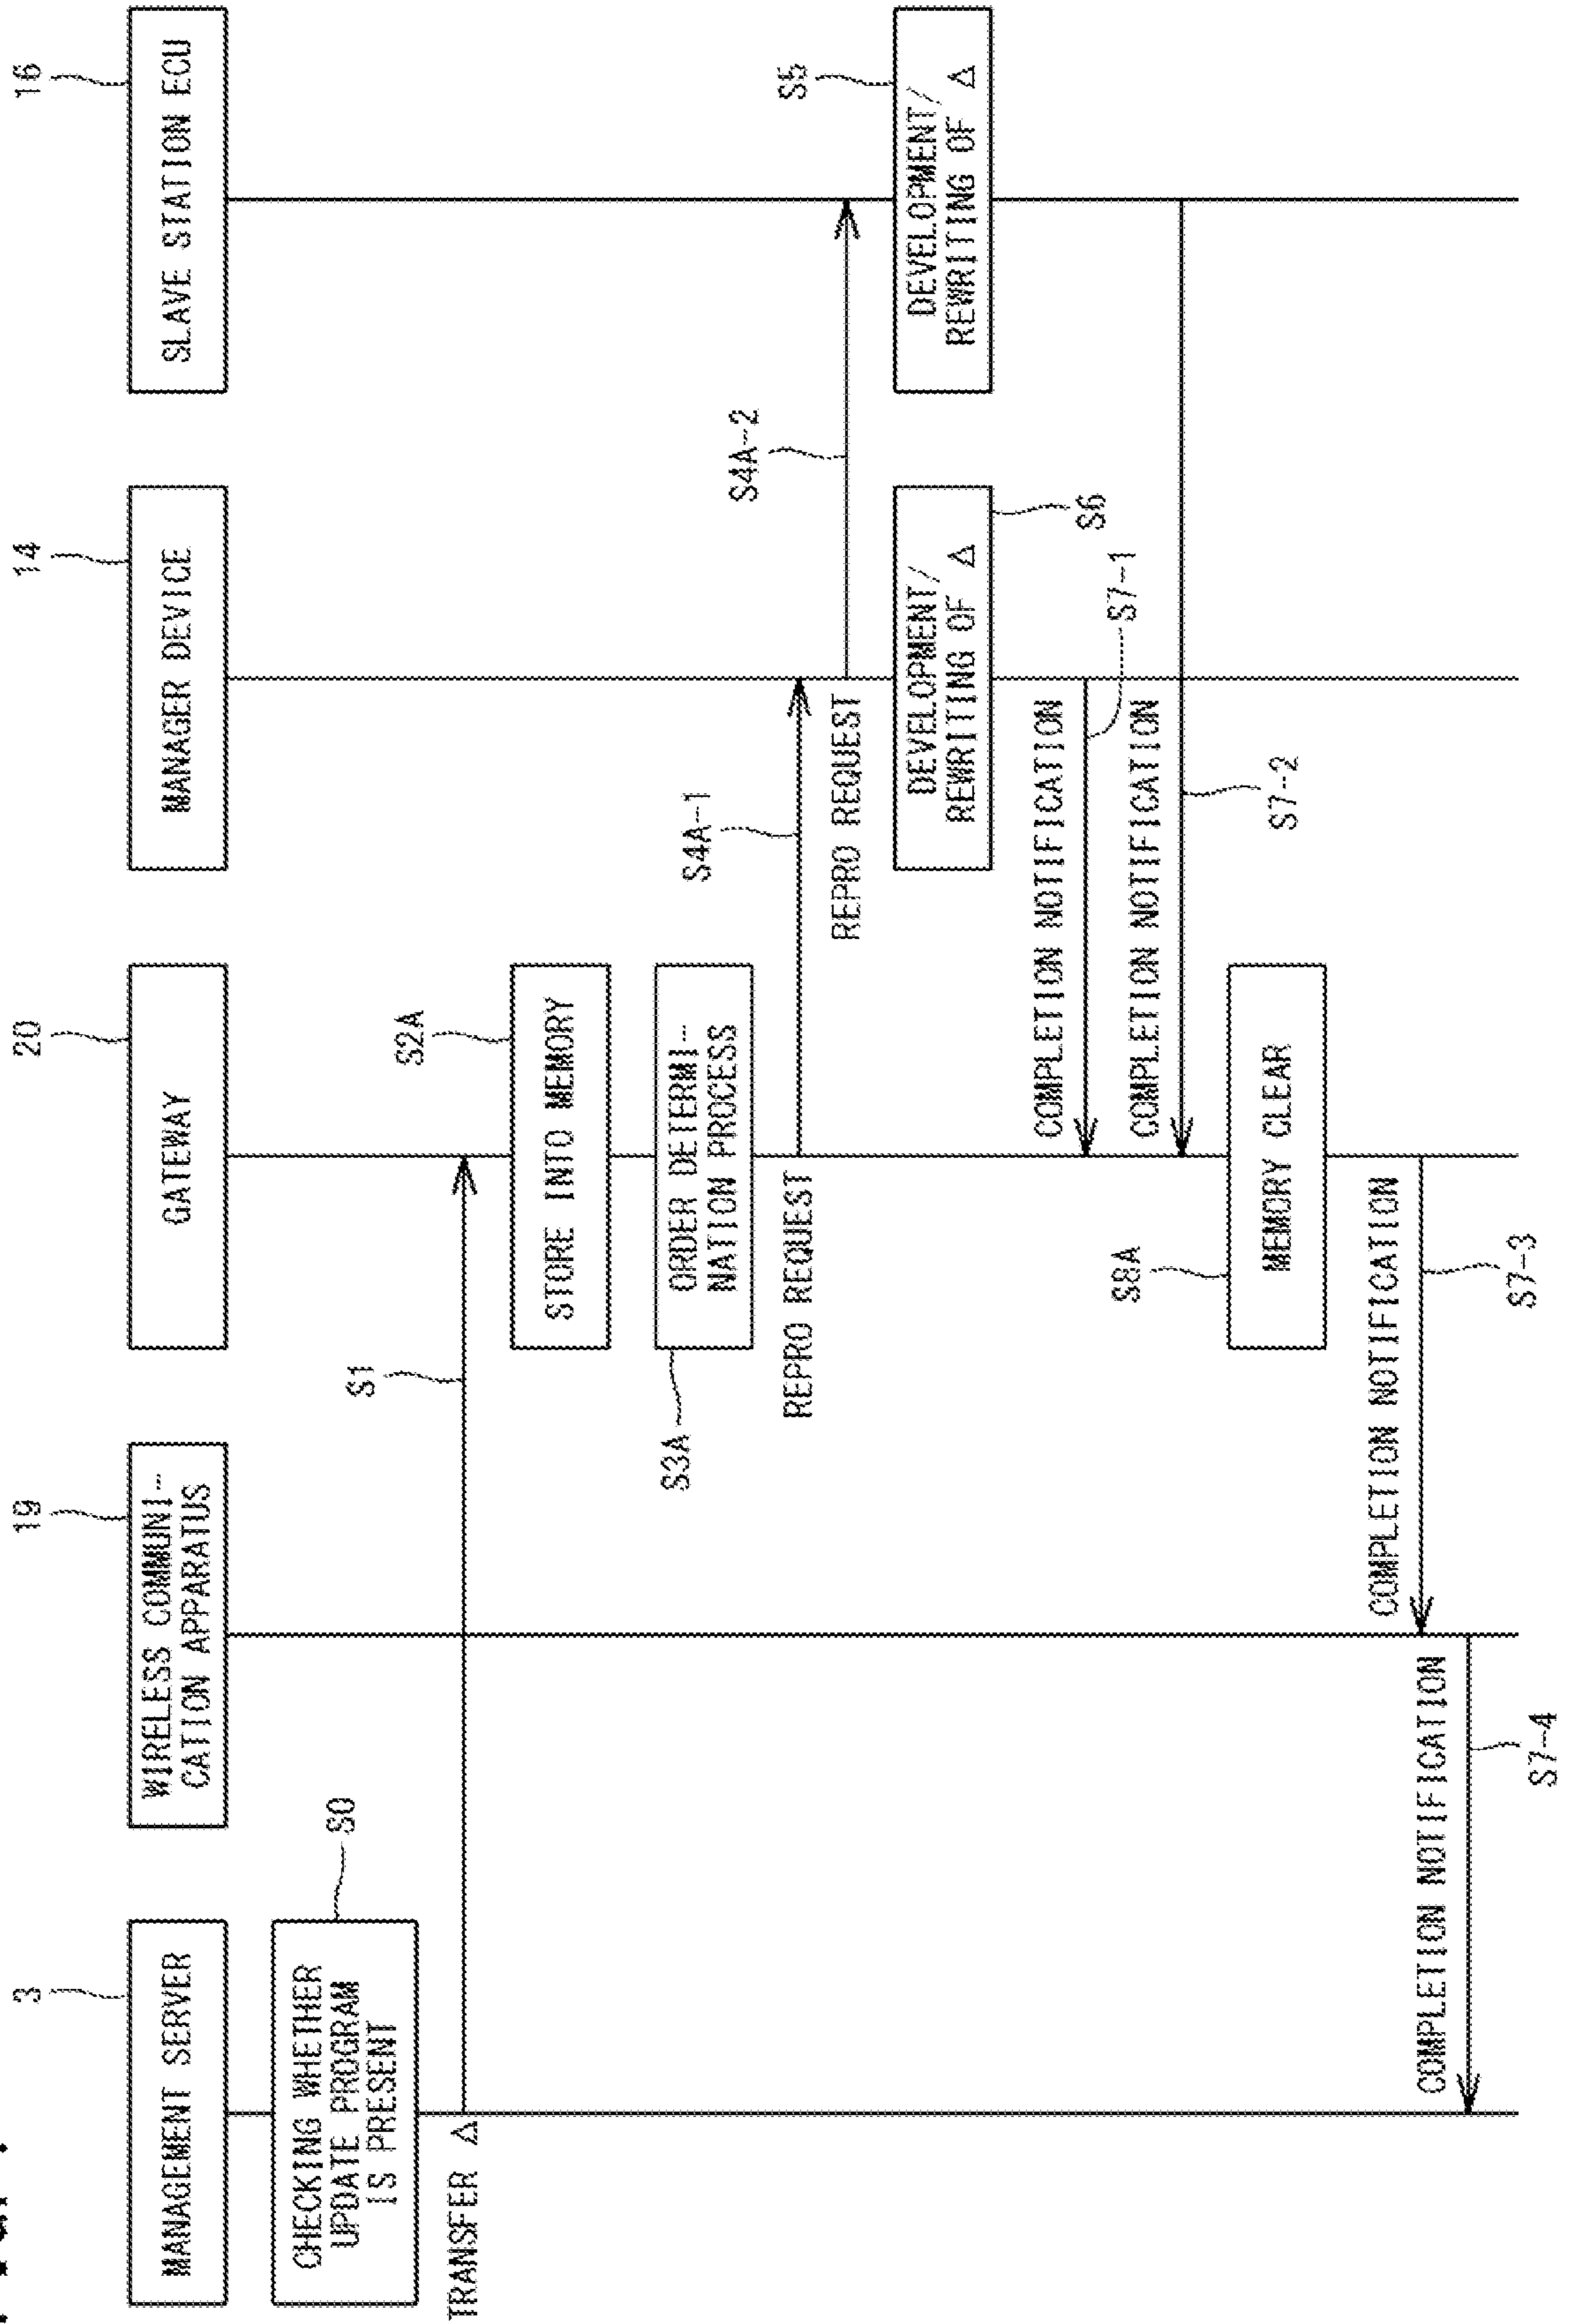 3
19
20
14
16
MANAGEMENT SERVER
WIRELESS COMMUNI-
CATION APPARATUS
GATEWAY
MANAGER DEVICE
SLAVE STATION ECU
CHECKING WHETHER
UPDATE PROGRAM
IS PRESENT
S0
TRANSFER Δ
S1
S2A
STORE INTO MEMORY
S3A
ORDER DETERMI-
NATION PROCESS
REPRO REQUEST
S4A-1
REPRO REQUEST
S4A-2
DEVELOPMENT/
REWRITING OF Δ
S6
DEVELOPMENT/
REWRITING OF Δ
S5
COMPLETION NOTIFICATION
S7-1
COMPLETION NOTIFICATION
S7-2
S8A
MEMORY CLEAR
COMPLETION NOTIFICATION
S7-3
COMPLETION NOTIFICATION
S7-4